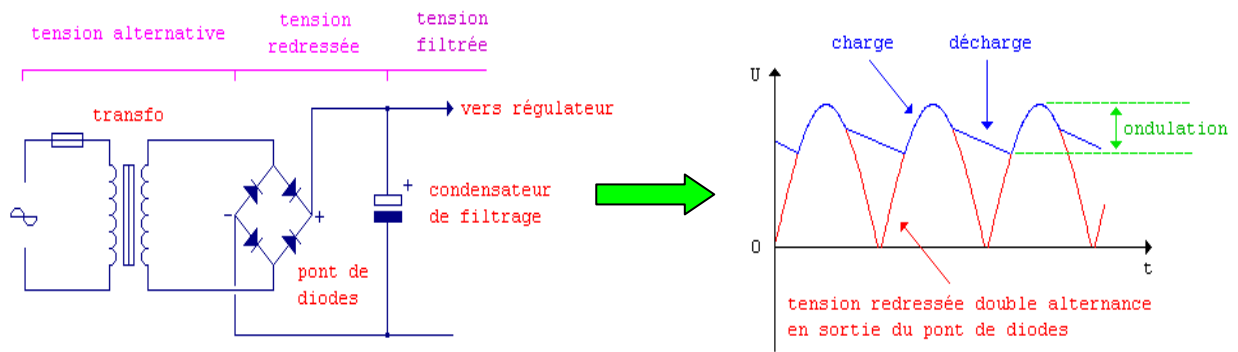 tension alternative
tension
redressée
tension
filtrée
transfo
vers régulateur
-
+
+
condensateur
de filtrage
pont de
diodes
charge
décharge
U
ondulation
0
t
tension redressée double alternance
en sortie du pont de diodes